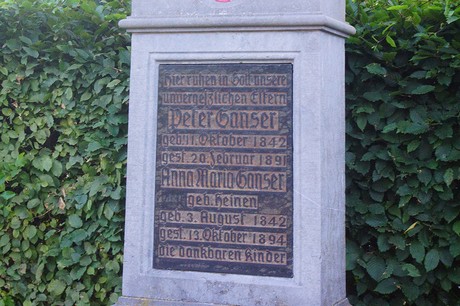 Hier ruhen in Gott unsere
unvergeßlichen Eltern
Peter Ganser
geb. 11. Oktober 1842
gest. 20. Februar 1891
Anna Maria Ganser
geb. Heinen
geb. 3. August 1842
gest. 13. Oktober 1894
Die dankbaren Kinder